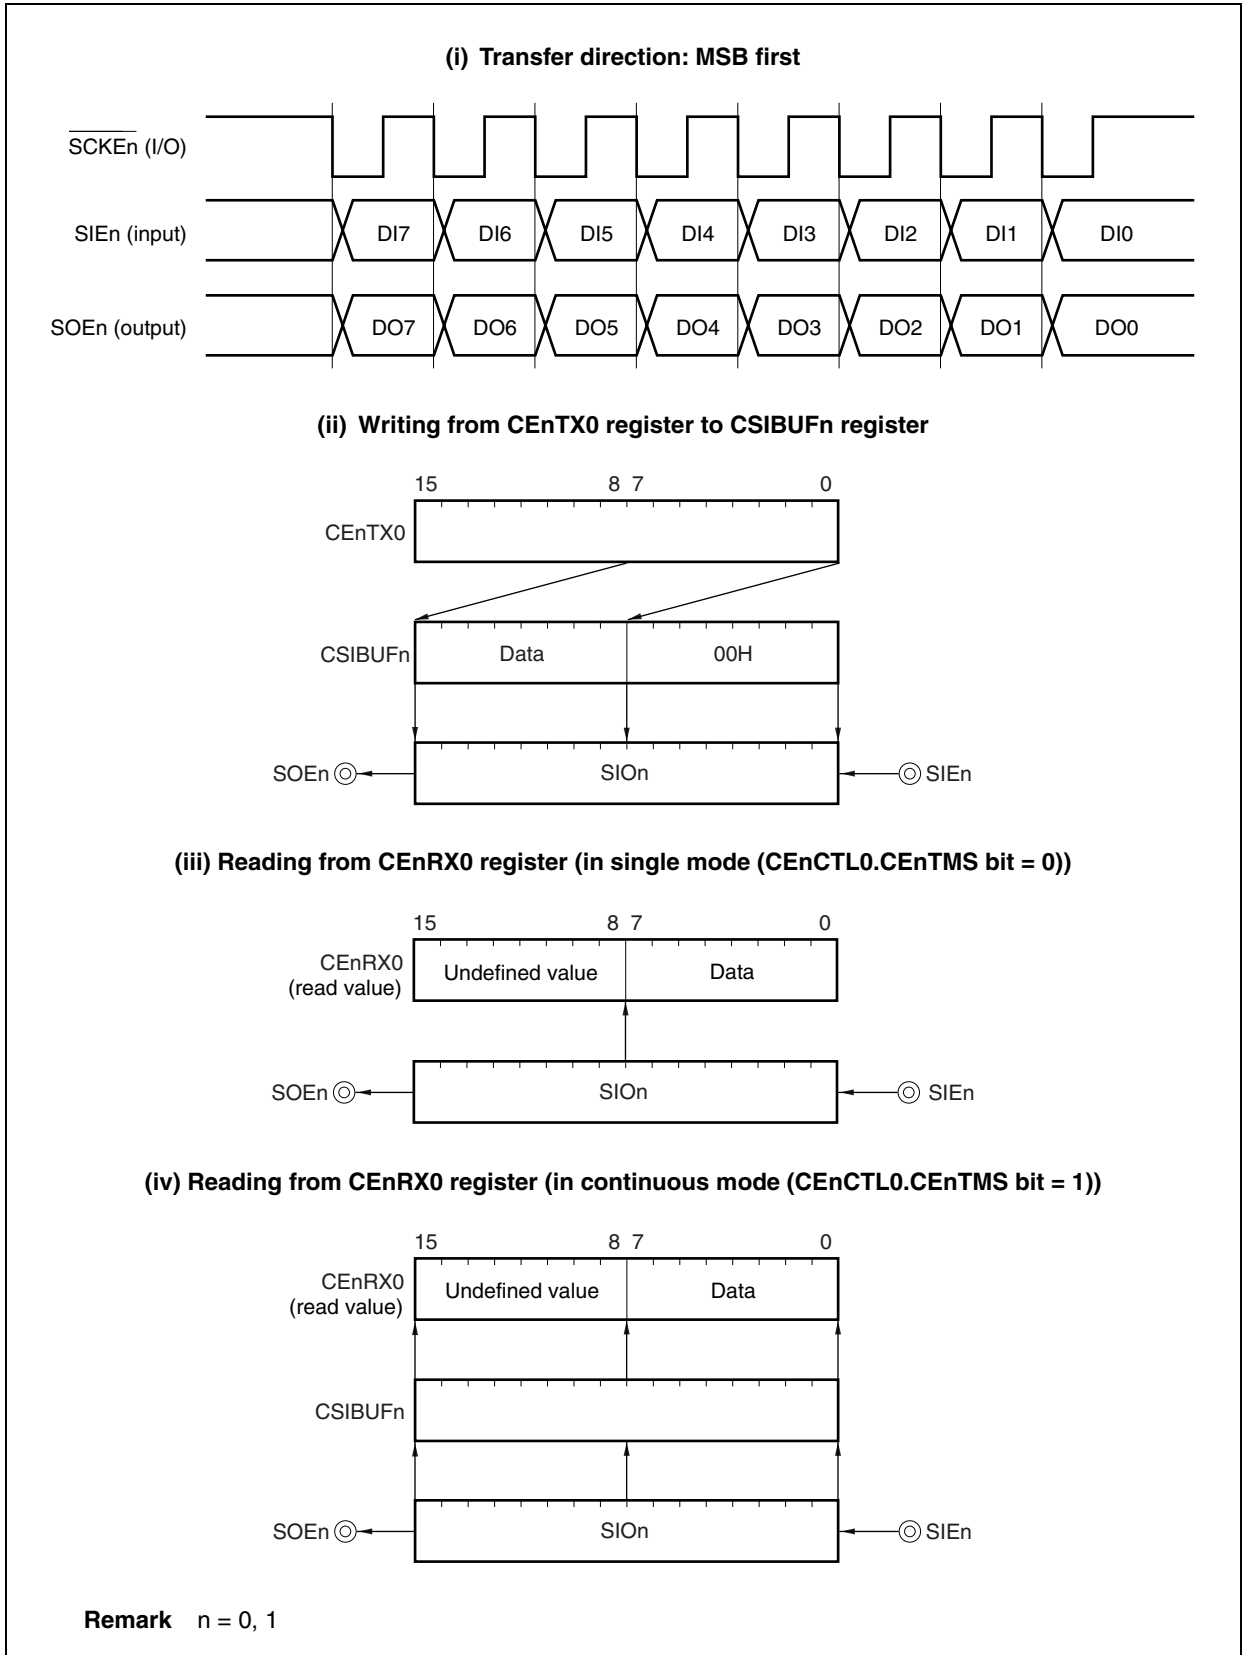 (i) Transfer direction: MSB first
SCKEn (I/O)
SIEn (input) DI7 DI6 DI5 DI4 DI3 DI2 DI1 DI0
SOEn (output) DO7 DO6 DO5 DO4 DO3 DO2 DO1 DO0
(ii) Writing from CEnTX0 register to CSIBUFn register
15 8 7 0
CEnTX0
CSIBUFn Data 00H
SOEn SIOn SIEn
(iii) Reading from CEnRX0 register (in single mode (CEnCTL0.CEnTMS bit = 0))
15 8 7 0
CEnRX0
(read value) Undefined value Data
SOEn SIOn SIEn
(iv) Reading from CEnRX0 register (in continuous mode (CEnCTL0.CEnTMS bit = 1))
15 8 7 0
CEnRX0
(read value) Undefined value Data
CSIBUFn
SOEn SIOn SIEn
Remark n = 0, 1